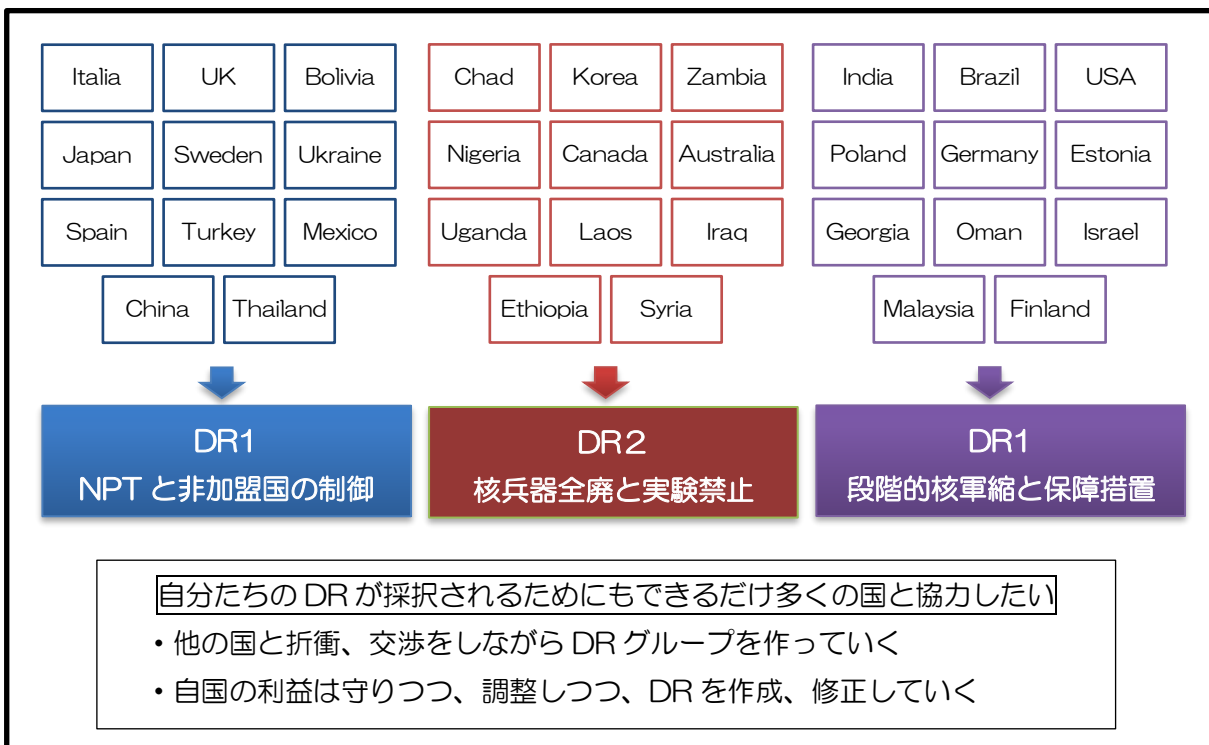 Italia UK Bolivia
Japan Sweden Ukraine
Spain Turkey Mexico
China Thailand
DR1
NPT と非加盟国の制御
Chad Korea Zambia
Nigeria Canada Australia
Uganda Laos Iraq
Ethiopia Syria
DR２
核兵器全廃と実験禁止
India Brazil USA
Poland Germany Estonia
Georgia Oman Israel
Malaysia Finland
DR1
段階的核軍縮と保障措置
自分たちの DR が採択されるためにもできるだけ多くの国と協力したい
・他の国と折衝、交渉をしながら DR グループを作っていく
・自国の利益は守りつつ、調整しつつ、DR を作成、修正していく